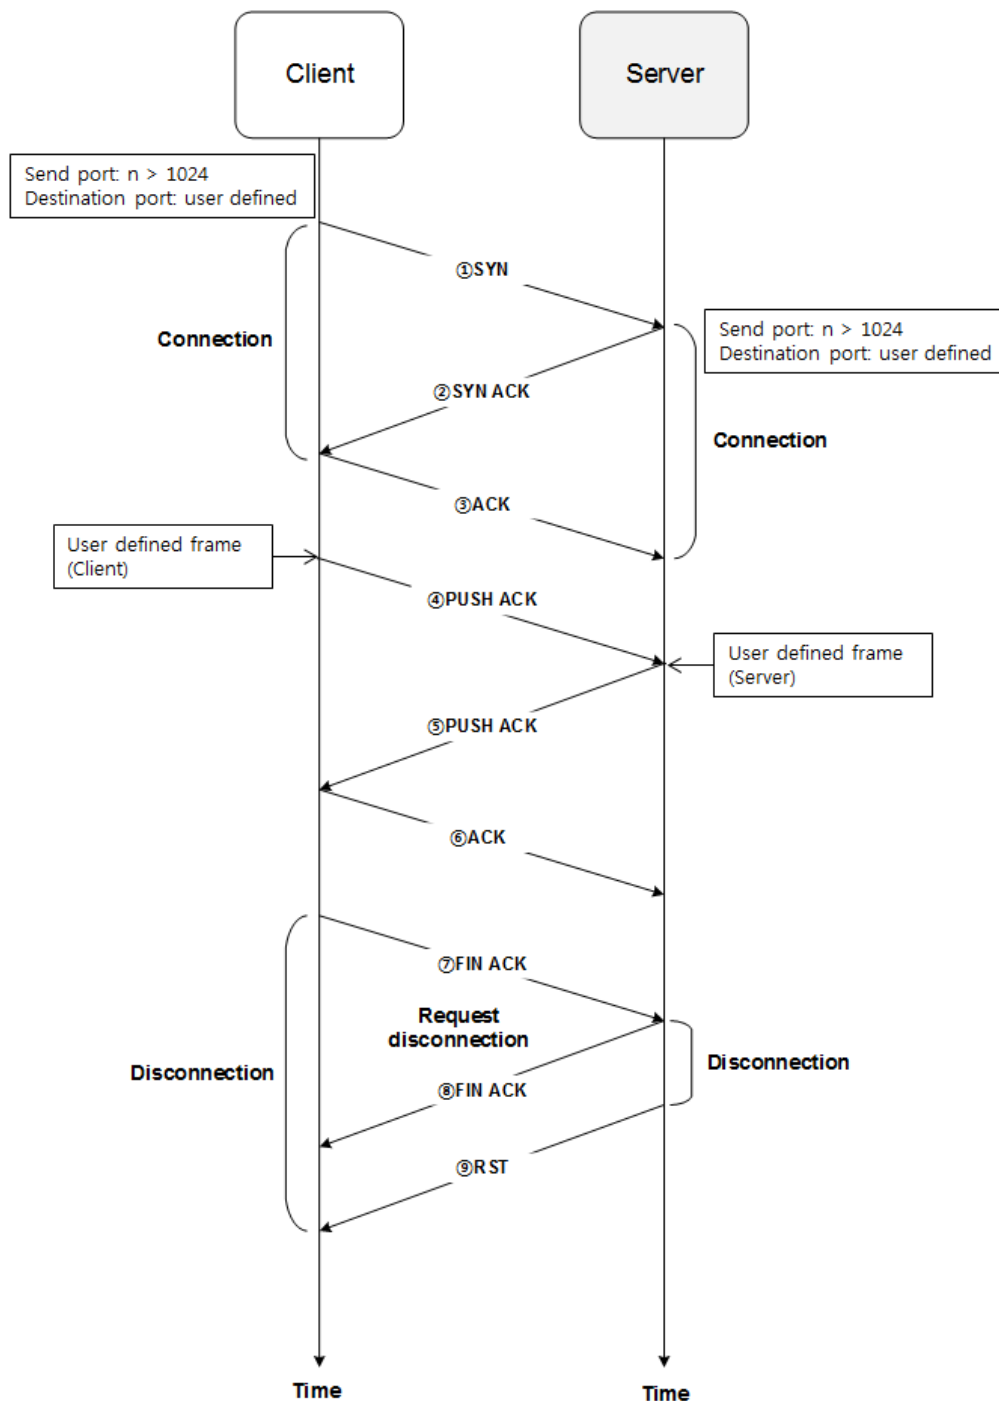 Client
Server
Send port: n > 1024
Destination port: user defined
①SYN
Connection
Send port: n > 1024
Destination port: user defined
②SYN ACK
Connection
③ACK
User defined frame
(Client)
④PUSH ACK
User defined frame
(Server)
⑤PUSH ACK
⑥ACK
⑦FIN ACK
Request
disconnection
Disconnection
Disconnection
⑧FIN ACK
⑨RST
Time
Time